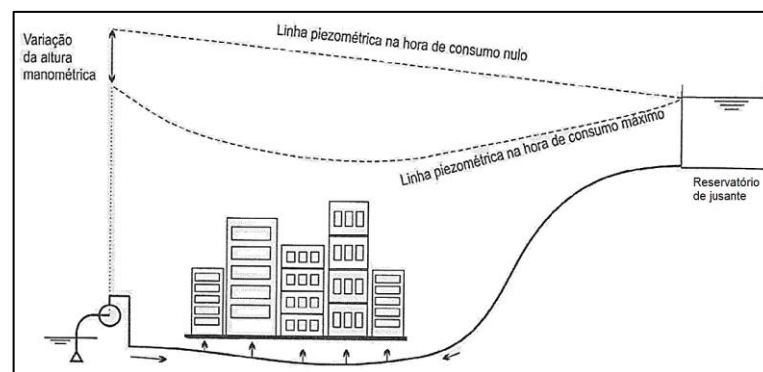 Variação
da altura
manométrica
Linha piezométrica na hora de consumo nulo
Linha piezométrica na hora de consumo máximo
Reservatório
de jusante